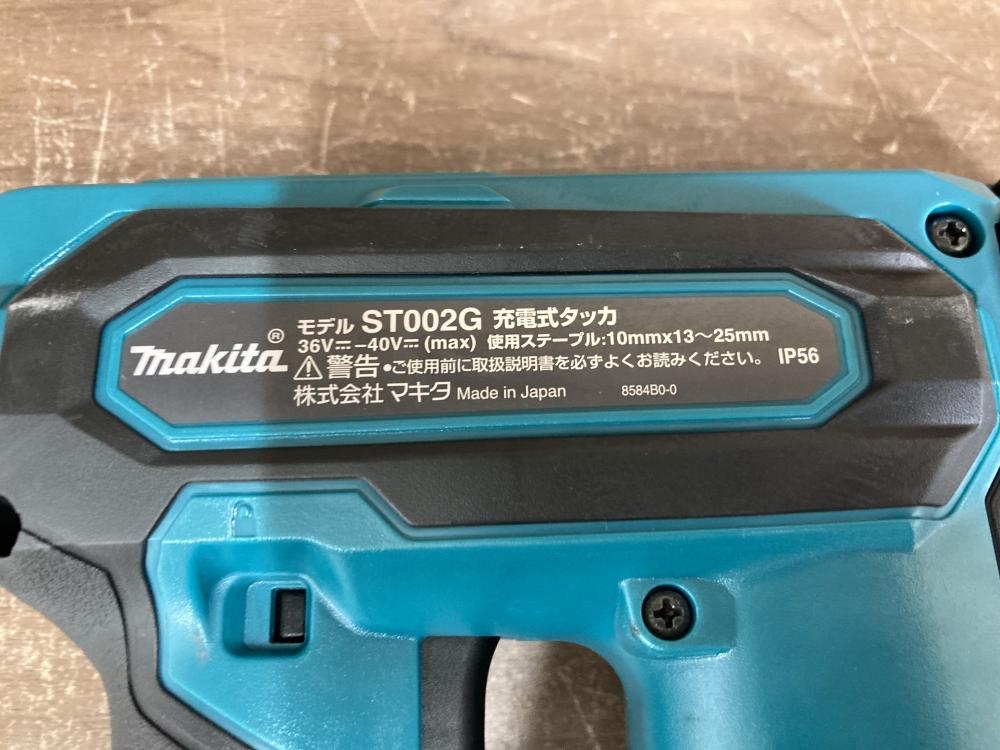 makita®
モデル ST002G 充電式タッカ
36V⎓-40V⎓(max) 使用ステープル:10mmx13～25mm
⚠警告●ご使用前に取扱説明書を必ずよくお読みください。 IP56
株式会社 マキタ Made in Japan 8584B0-0